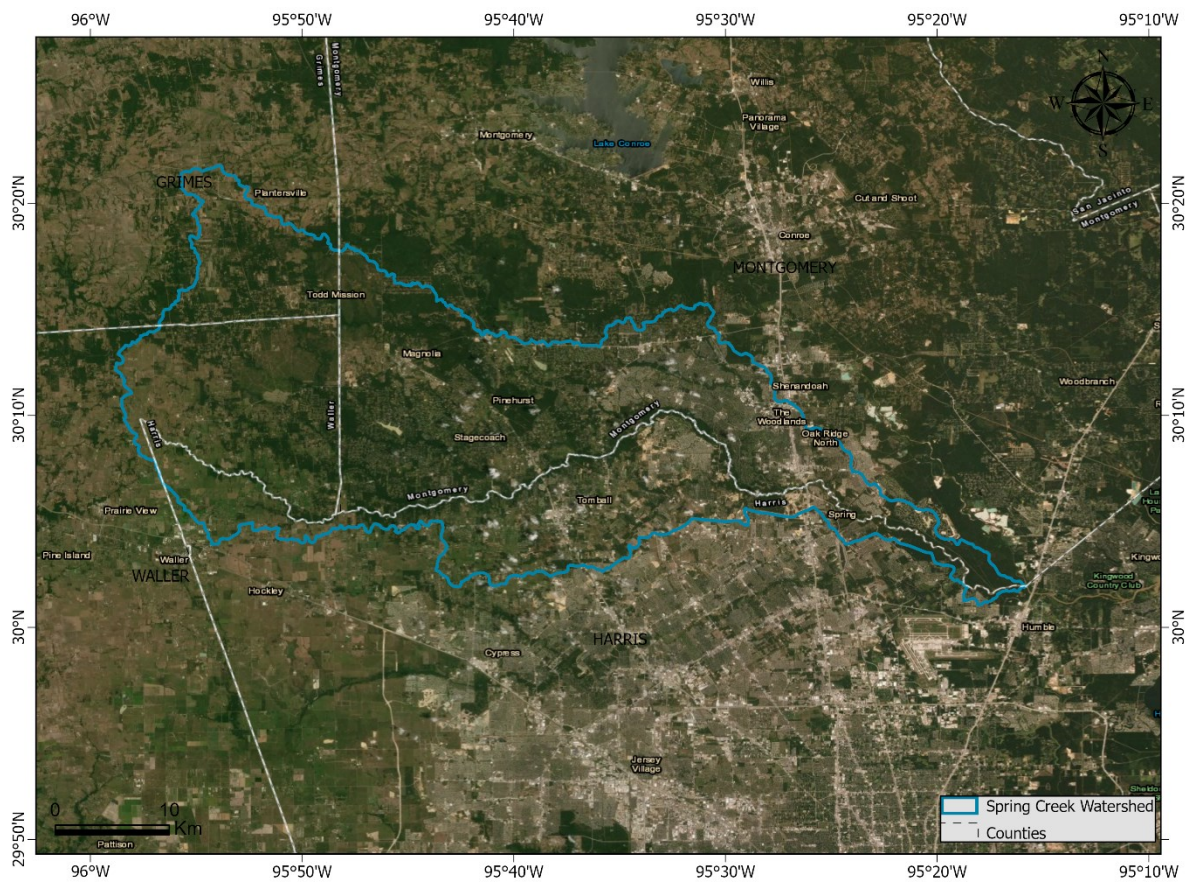 96°W
95°50'W
95°40'W
95°30'W
95°20'W
95°10'W
N
W
E
S
Montgomery
Grimes
Willis
Panorama
Village
Montgomery
Lake Conroe
30°20'N
GRIMES
Plantersville
Cut and Shoot
San Jacinto
Montgomery
30°20'N
Conroe
MONTGOMERY
Todd Mission
Magnolia
Shenandoah
Woodbranch
Pinehurst
30°10'N
Harris
Waller
Stagecoach
Montgomery
The
Woodlands
Oak Ridge
North
30°10'N
Montgomery
Tomball
Harris
Spring
Prairie View
Pine Island
Waller
WALLER
Hockley
Kingwood
Country Club
30°N
HARRIS
Humble
30°N
Cypress
Jersey
Village
0
10
Km
Pattison
Spring Creek Watershed
Counties
29°50'N
29°50'N
96°W
95°50'W
95°40'W
95°30'W
95°20'W
95°10'W